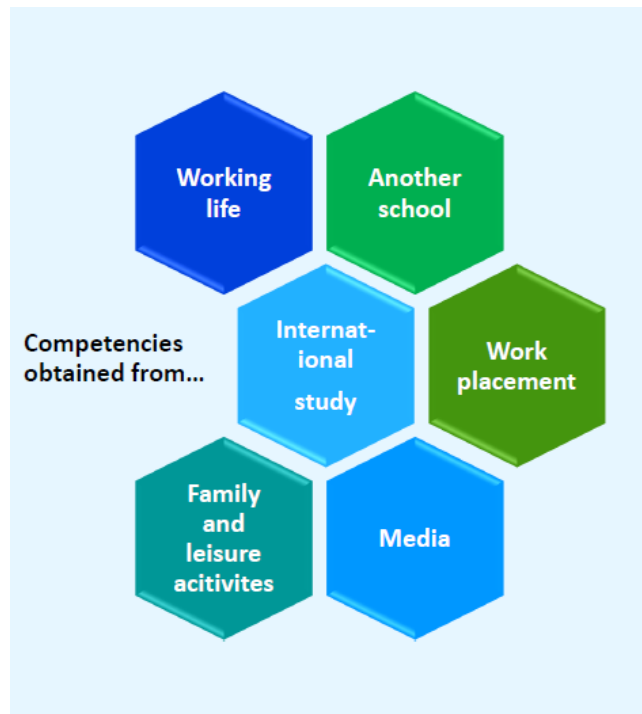 Working
life
Another
school
Competencies
obtained from…
Internat-
ional
study
Work
placement
Family
and
leisure
acitivites
Media